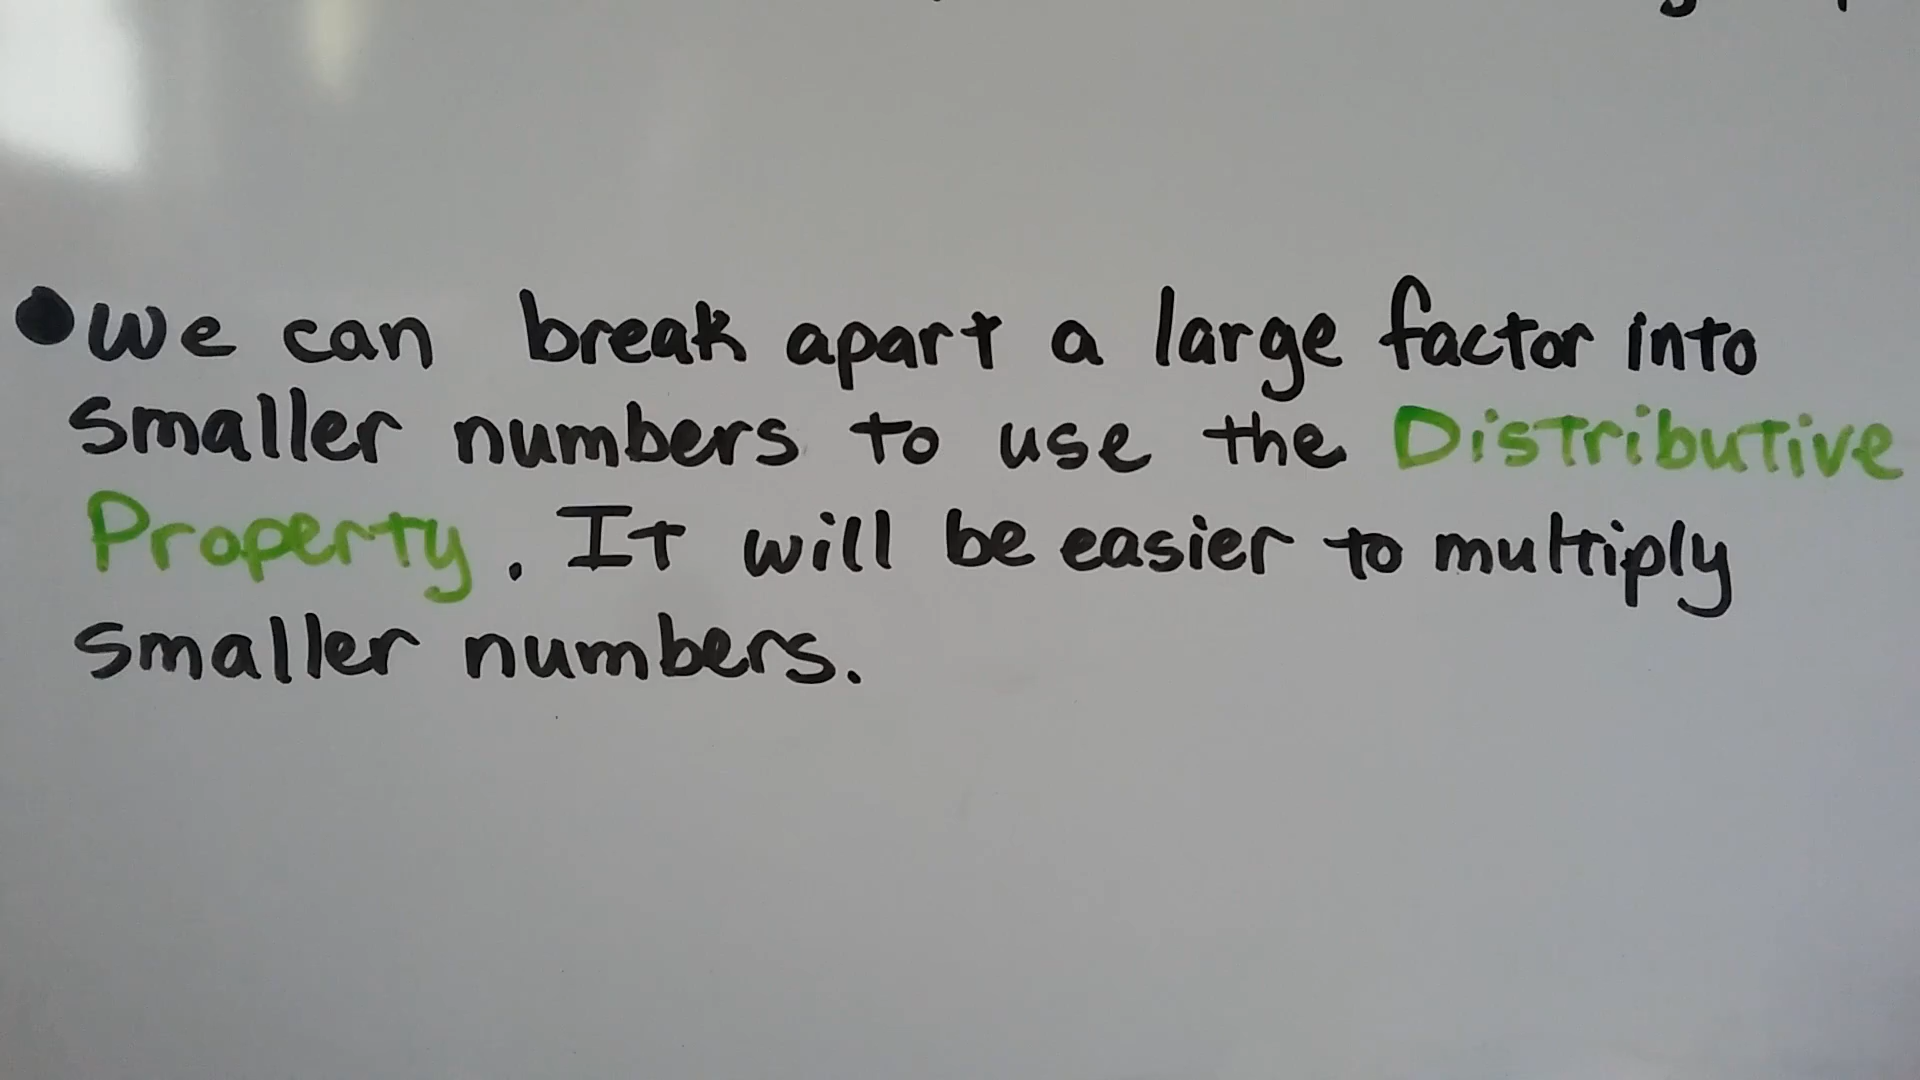 • We can break apart a large factor into
smaller numbers to use the Distributive
Property. It will be easier to multiply
smaller numbers.